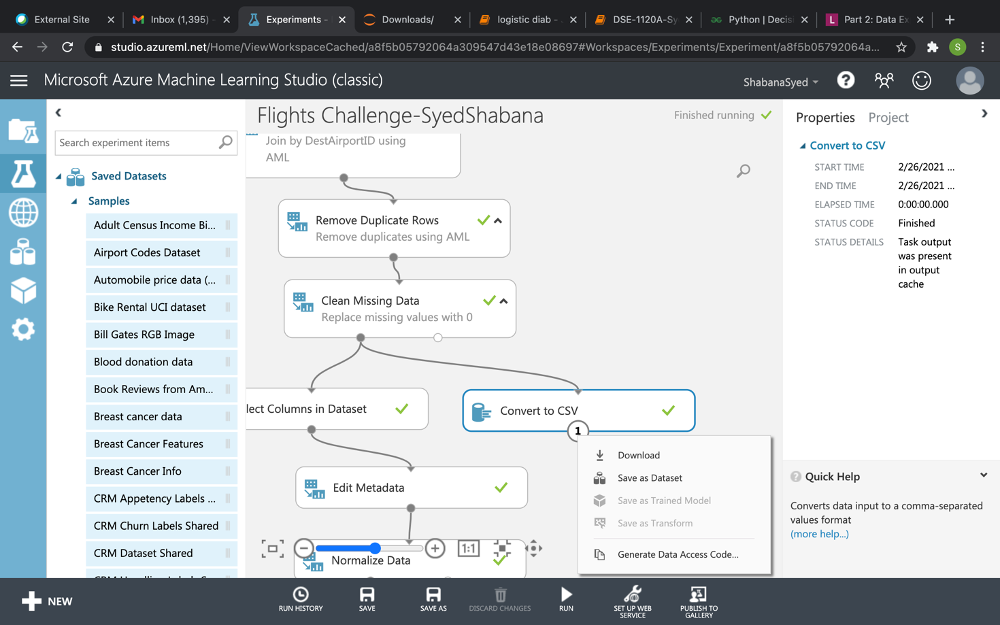 External Site
Inbox (1,395) -
Experiments -
Downloads/
logistic diab -
DSE-1120A-Sy
Python | Decisi
L
Part 2: Data Ex
studio.azureml.net/Home/ViewWorkspaceCached/a8f5b05792064a309547d43e18e08697#Workspaces/Experiments/Experiment/a8f5b05792064a...
S
Microsoft Azure Machine Learning Studio (classic)
ShabanaSyed
Search experiment items
Saved Datasets
Samples
Adult Census Income Bi...
Airport Codes Dataset
Automobile price data (...
Bike Rental UCI dataset
Bill Gates RGB Image
Blood donation data
Book Reviews from Am...
Breast cancer data
Breast Cancer Features
Breast Cancer Info
CRM Appetency Labels ...
CRM Churn Labels Shared
CRM Dataset Shared
Flights Challenge-SyedShabana
Finished running
Join by DestAirportID using
AML
Remove Duplicate Rows
Remove duplicates using AML
Clean Missing Data
Replace missing values with 0
lect Columns in Dataset
Convert to CSV
1
Edit Metadata
Normalize Data
1:1
Download
Save as Dataset
Save as Trained Model
Save as Transform
Generate Data Access Code...
Properties
Project
Convert to CSV
START TIME 2/26/2021 ...
END TIME 2/26/2021 ...
ELAPSED TIME 0:00:00.000
STATUS CODE Finished
STATUS DETAILS Task output
was present
in output
cache
Quick Help
Converts data input to a comma-separated
values format
(more help...)
NEW
RUN HISTORY
SAVE
SAVE AS
DISCARD CHANGES
RUN
SET UP WEB
SERVICE
PUBLISH TO
GALLERY